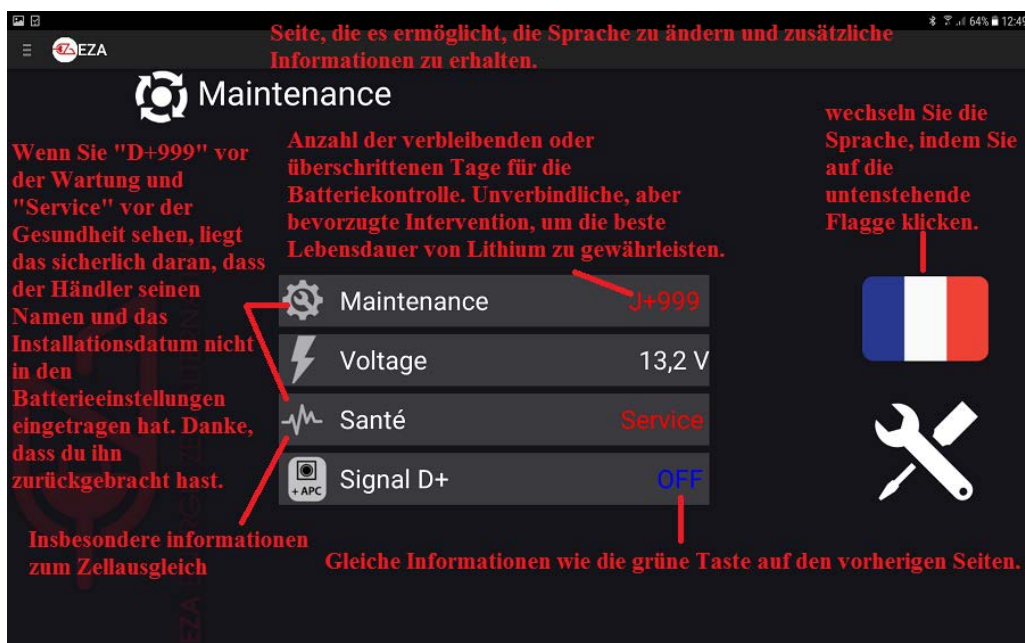 64% 12:49
EZA
Seite, die es ermöglicht, die Sprache zu ändern und zusätzliche
Informationen zu erhalten.
Maintenance
wechseln Sie die
Sprache, indem Sie
auf die
untenstehende
Flagge klicken.
Wenn Sie "D+999" vor
der Wartung und
"Service" vor der
Gesundheit sehen, liegt
das sicherlich daran, dass
der Händler seinen
Namen und das
Installationsdatum nicht
in den
Batterieeinstellungen
eingetragen hat. Danke,
dass du ihn
zurückgebracht hast.
Anzahl der verbleibenden oder
überschrittenen Tage für die
Batteriekontrolle. Unverbindliche, aber
bevorzugte Intervention, um die beste
Lebensdauer von Lithium zu gewährleisten.
Maintenance J+999
Voltage 13,2 V
Santé Service
+ APC Signal D+ OFF
Insbesondere informationen
zum Zellausgleich
Gleiche Informationen wie die grüne Taste auf den vorherigen Seiten.
EZA